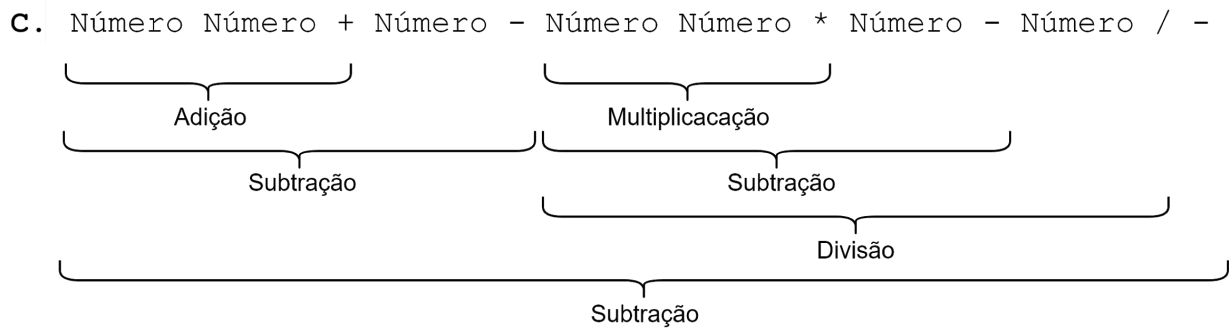 C. Número Número + Número - Número Número * Número - Número / -
Adição Multiplicacação
Subtração Subtração
Divisão
Subtração